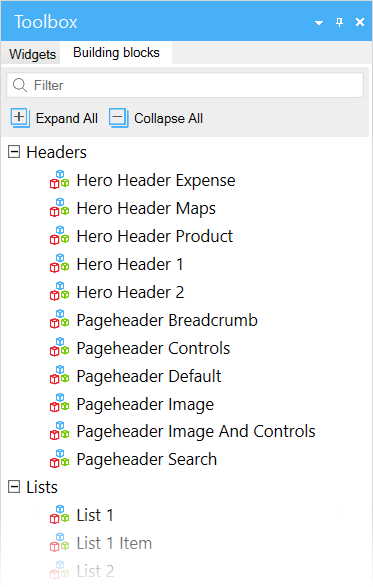 Toolbox
Widgets Building blocks
Filter
Expand All Collapse All
Headers
Hero Header Expense
Hero Header Maps
Hero Header Product
Hero Header 1
Hero Header 2
Pageheader Breadcrumb
Pageheader Controls
Pageheader Default
Pageheader Image
Pageheader Image And Controls
Pageheader Search
Lists
List 1
List 1 Item
List 2